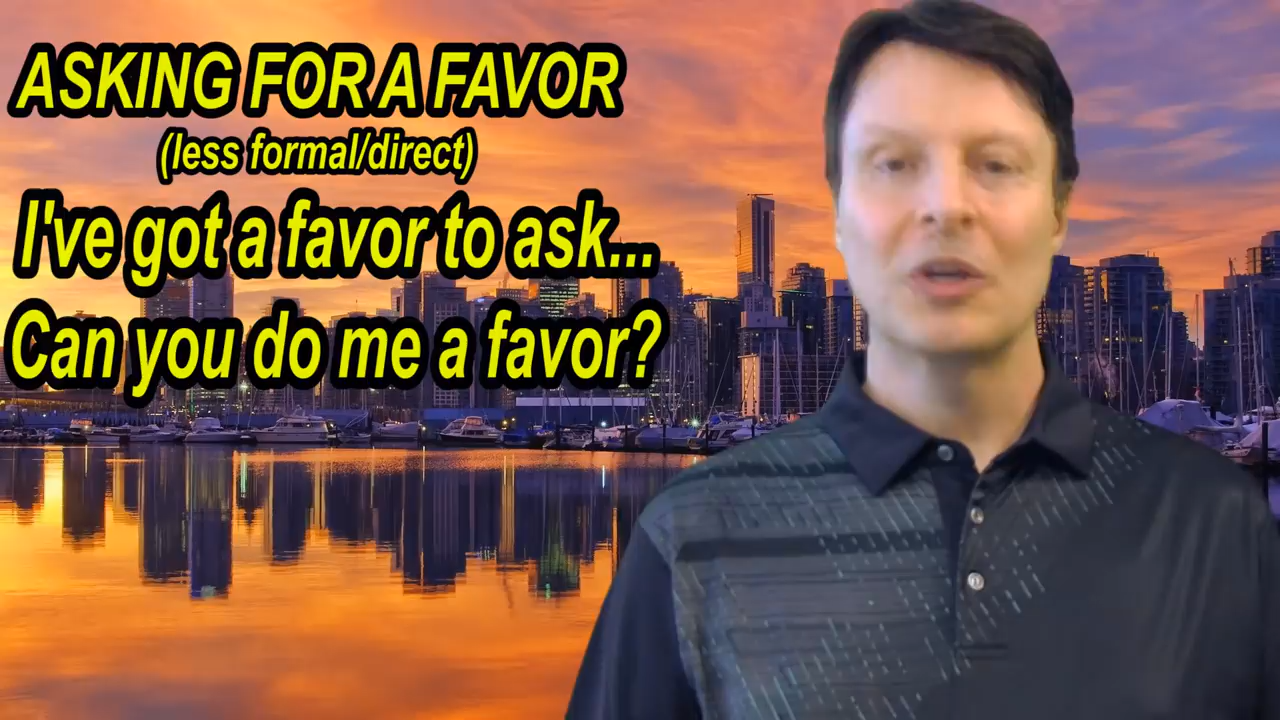 ASKING FOR A FAVOR
(less formal/direct)
I've got a favor to ask...
Can you do me a favor?